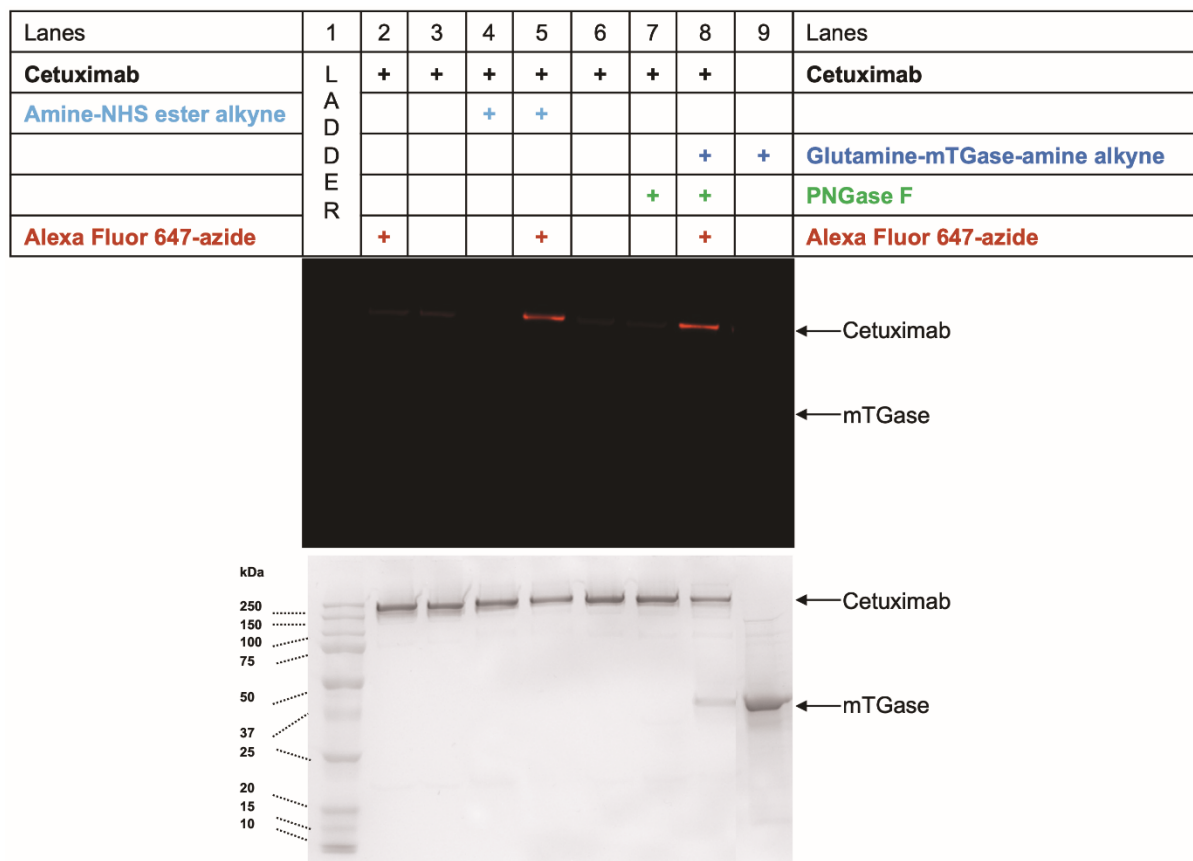 Lanes 1 2 3 4 5 6 7 8 9 Lanes
Cetuximab L A D D E R + + + + + + + Cetuximab
Amine-NHS ester alkyne + +
+ + Glutamine-mTGase-amine alkyne
+ + PNGase F
Alexa Fluor 647-azide + + + Alexa Fluor 647-azide
Cetuximab
mTGase
kDa
250 Cetuximab
150
100
75
50 mTGase
37
25
20
15
10